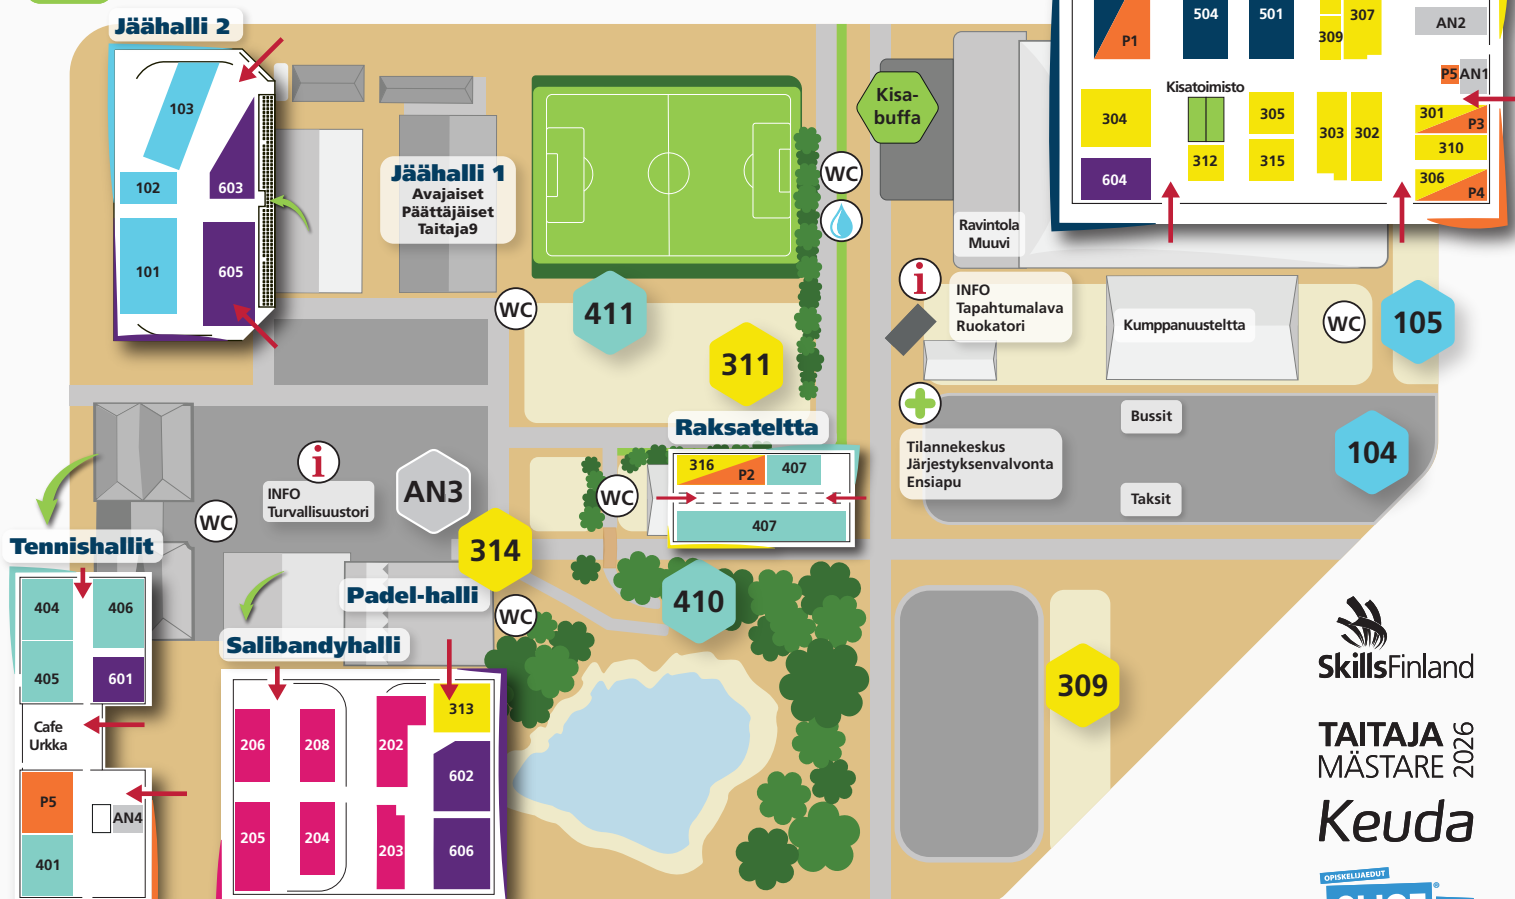 Jäähalli 2
103
102
603
101
605
Jäähalli 1
Avajaiset
Päättäjäiset
Taitaja9
WC
411
311
WC
Kisa-
buffa
P1
504
501
309
307
AN2
P5
AN1
Kisatoimisto
304
305
303
302
301
P3
310
312
315
604
306
P4
Ravintola
Muuvi
INFO
Tapahtumalava
Ruokatori
Kumppanuusteltta
WC
105
Tilannekeskus
Järjestyksenvalvonta
Ensiapu
Bussit
Taksit
104
Raksateltta
316
P2
407
407
WC
INFO
Turvallisuustori
AN3
WC
314
410
WC
Tennishallit
404
406
405
601
Cafe
Urkka
P5
AN4
401
Padel-halli
Salibandyhalli
206
208
202
313
602
205
204
203
606
309
SkillsFinland
TAITAJA
MÄSTARE
2026
Keuda
OPISKELIJAEDUT